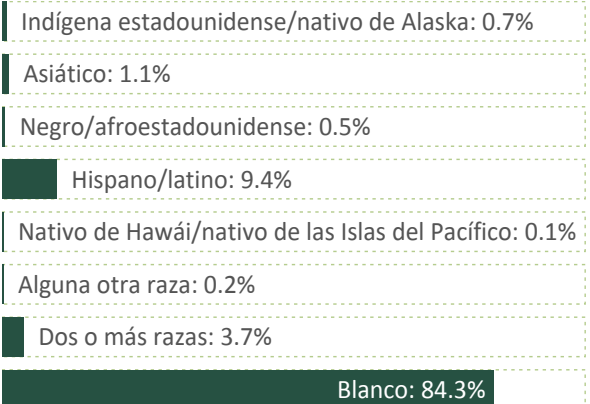 Indígena estadounidense/nativo de Alaska: 0.7%
Asiático: 1.1%
Negro/afroestadounidense: 0.5%
Hispano/latino: 9.4%
Nativo de Hawái/nativo de las Islas del Pacífico: 0.1%
Alguna otra raza: 0.2%
Dos o más razas: 3.7%
Blanco: 84.3%